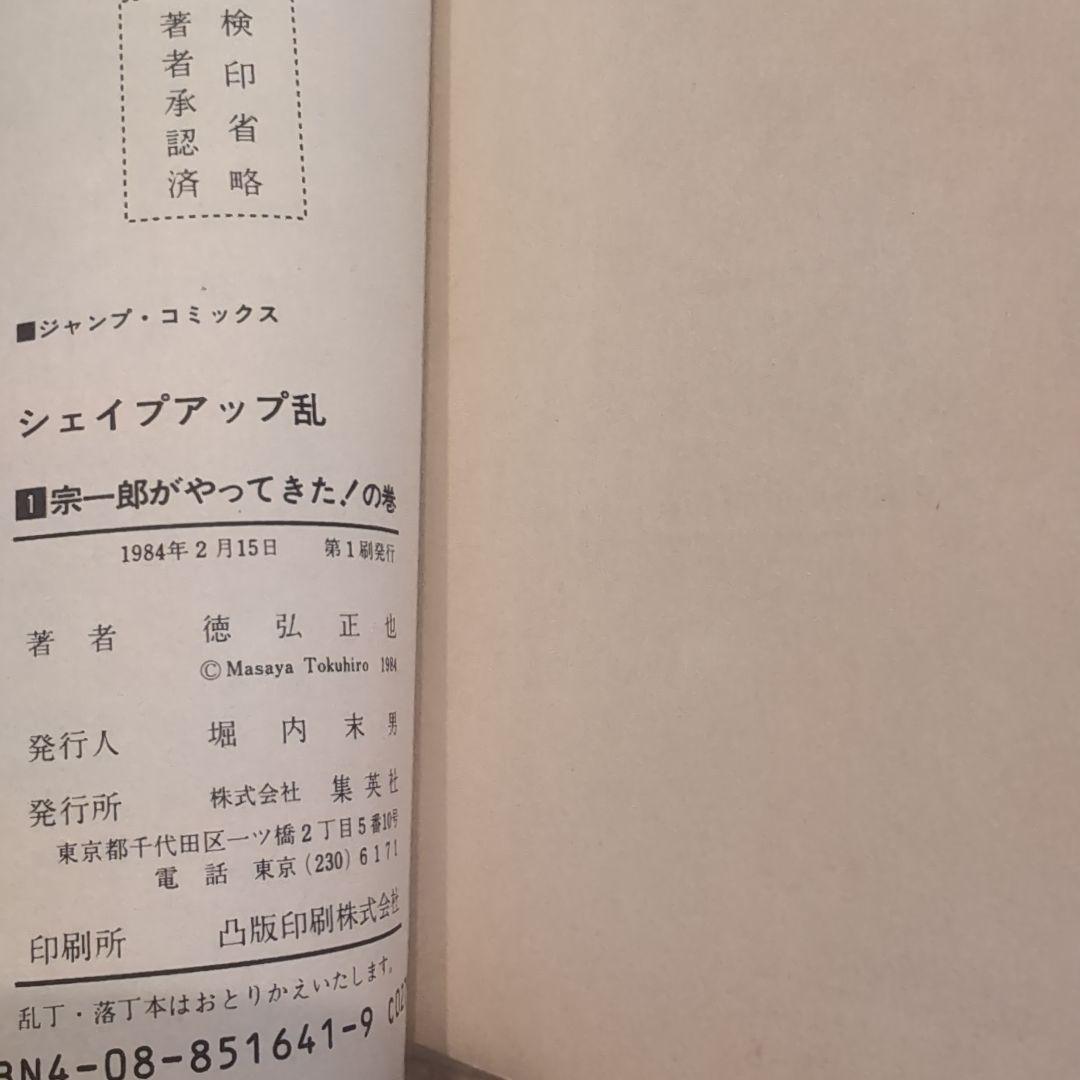 検印省略
著者承認済
■ジャンプ・コミックス
シェイプアップ乱
1宗一郎がやってきた!の巻
1984年2月15日 第1刷発行
著者 徳弘正也
©Masaya Tokuhiro 1984
発行人 堀内末男
発行所 株式会社 集英社
東京都千代田区一ツ橋2丁目5番10号
電話 東京(230)6171
印刷所 凸版印刷株式会社
乱丁・落丁本はおとりかえいたします。
BN4-08-851641-9 C027